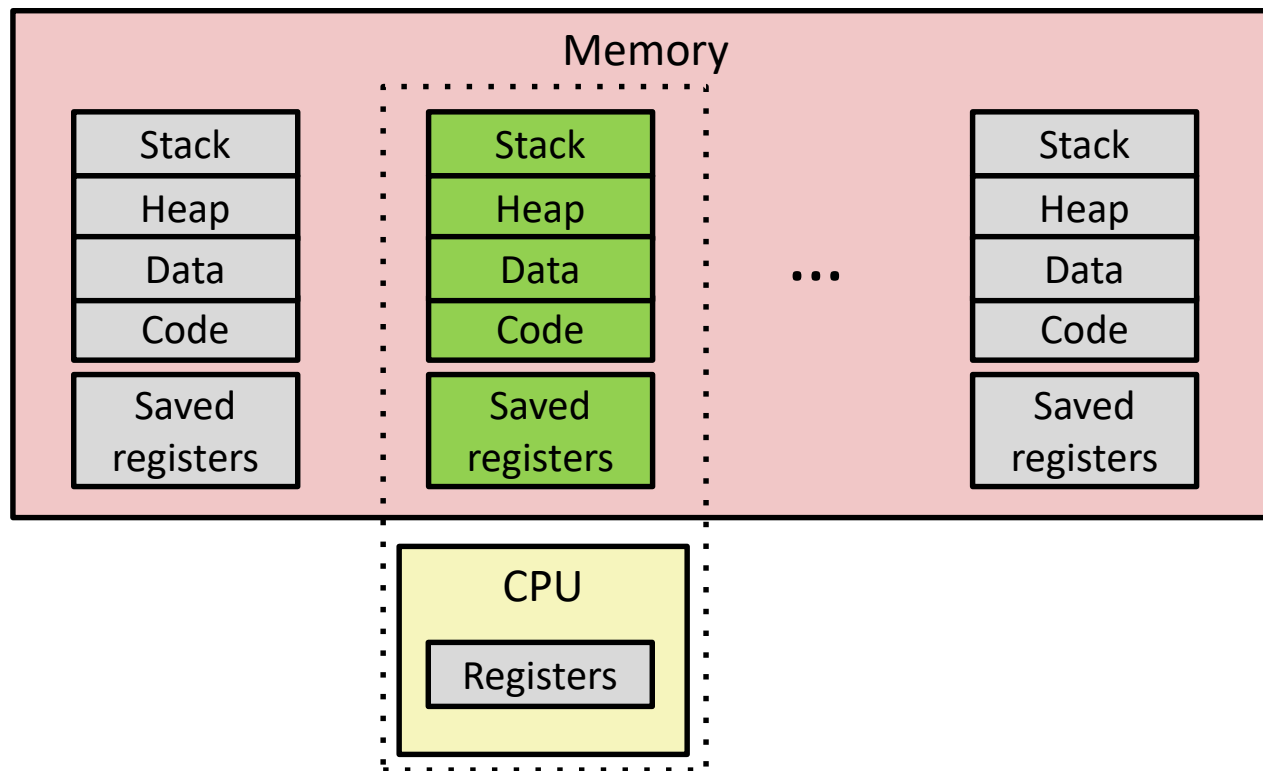 Memory
Stack
Heap
Data
Code
Saved
registers
Stack
Heap
Data
Code
Saved
registers
...
Stack
Heap
Data
Code
Saved
registers
CPU
Registers